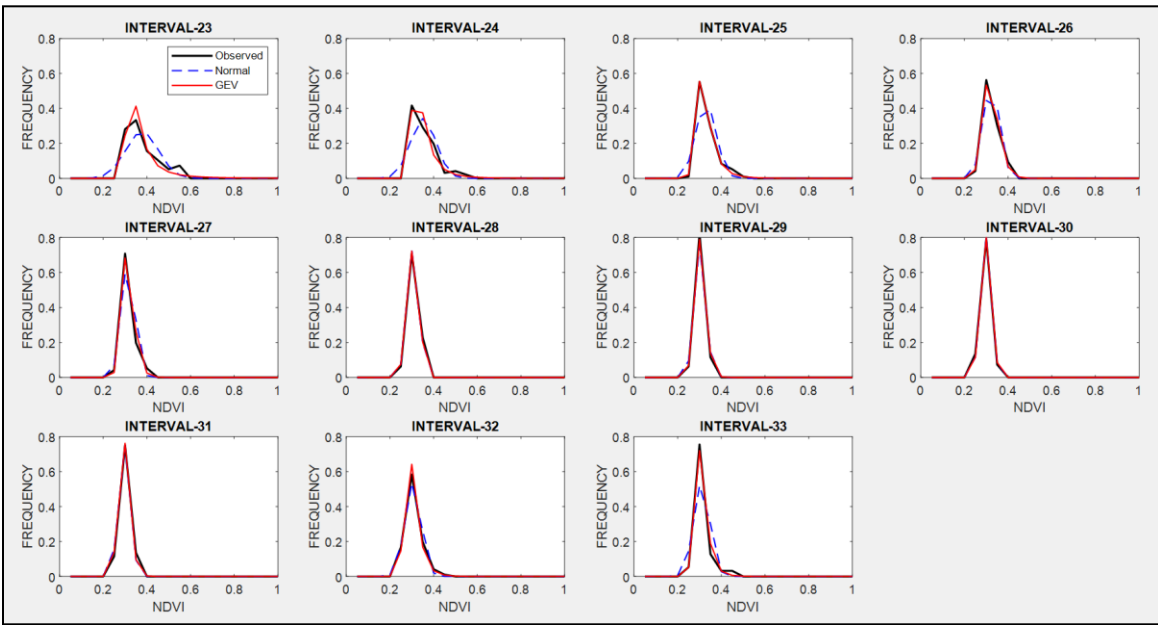 INTERVAL-23 INTERVAL-24 INTERVAL-25 INTERVAL-26
0.8 0.8 0.8 0.8
Observed
Normal
GEV
0.6 0.6 0.6 0.6
FREQUENCY FREQUENCY FREQUENCY FREQUENCY
0.4 0.4 0.4 0.4
0.2 0.2 0.2 0.2
0 0 0 0
0 0.2 0.4 0.6 0.8 1 0 0.2 0.4 0.6 0.8 1 0 0.2 0.4 0.6 0.8 1 0 0.2 0.4 0.6 0.8 1
NDVI NDVI NDVI NDVI
INTERVAL-27 INTERVAL-28 INTERVAL-29 INTERVAL-30
0.8 0.8 0.8 0.8
0.6 0.6 0.6 0.6
FREQUENCY FREQUENCY FREQUENCY FREQUENCY
0.4 0.4 0.4 0.4
0.2 0.2 0.2 0.2
0 0 0 0
0 0.2 0.4 0.6 0.8 1 0 0.2 0.4 0.6 0.8 1 0 0.2 0.4 0.6 0.8 1 0 0.2 0.4 0.6 0.8 1
NDVI NDVI NDVI NDVI
INTERVAL-31 INTERVAL-32 INTERVAL-33
0.8 0.8 0.8
0.6 0.6 0.6
FREQUENCY FREQUENCY FREQUENCY
0.4 0.4 0.4
0.2 0.2 0.2
0 0 0
0 0.2 0.4 0.6 0.8 1 0 0.2 0.4 0.6 0.8 1 0 0.2 0.4 0.6 0.8 1
NDVI NDVI NDVI